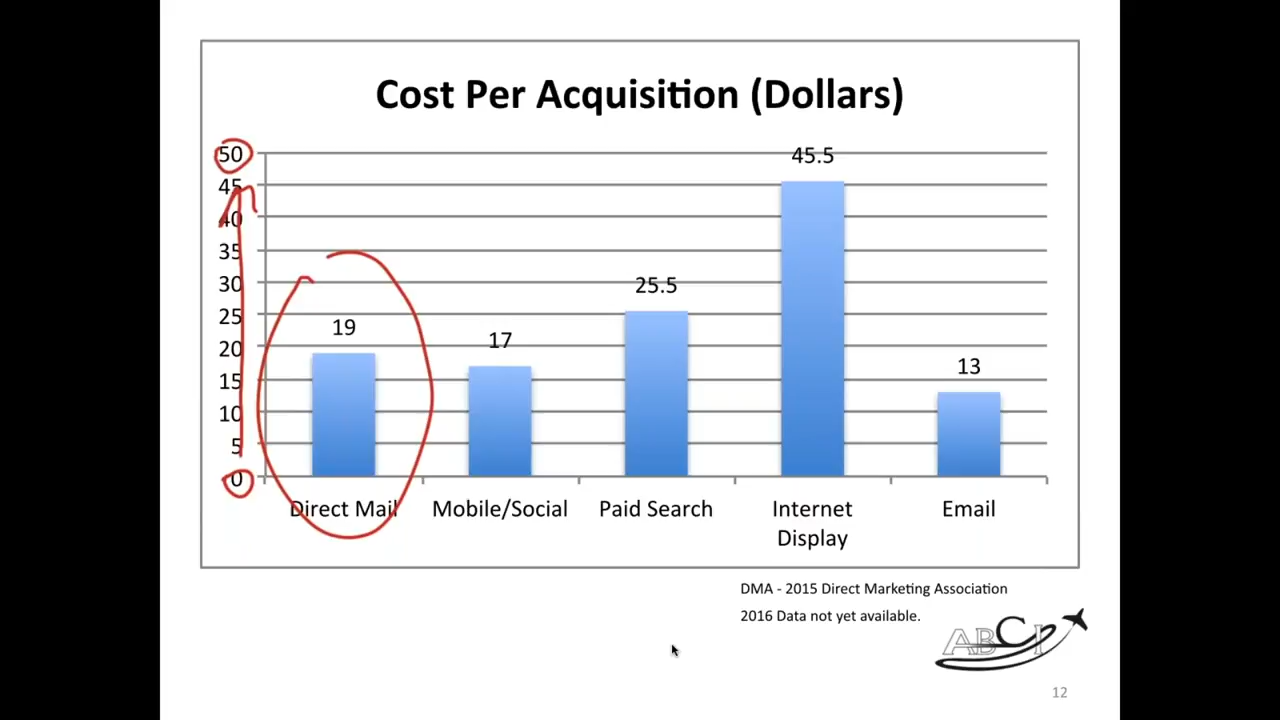 Cost Per Acquisition (Dollars)
50
45
40
35
30
25
20
15
10
5
0
19
17
25.5
45.5
13
Direct Mail
Mobile/Social
Paid Search
Internet
Display
Email
DMA - 2015 Direct Marketing Association
2016 Data not yet available.
ABCI
12